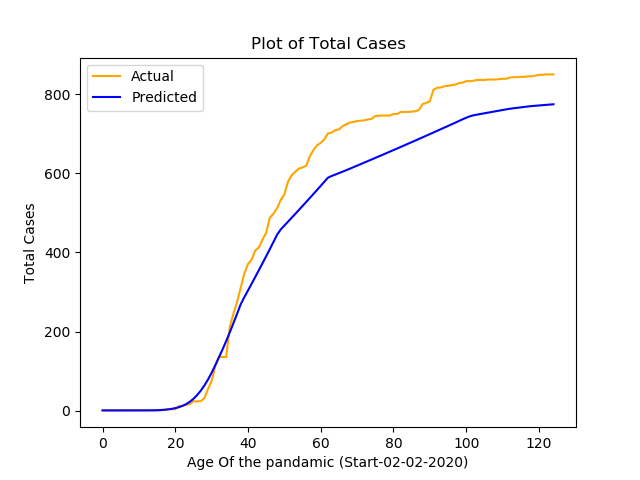 Plot of Total Cases
Actual
Predicted
800
600
400
200
0
Total Cases
0 20 40 60 80 100 120
Age Of the pandamic (Start-02-02-2020)